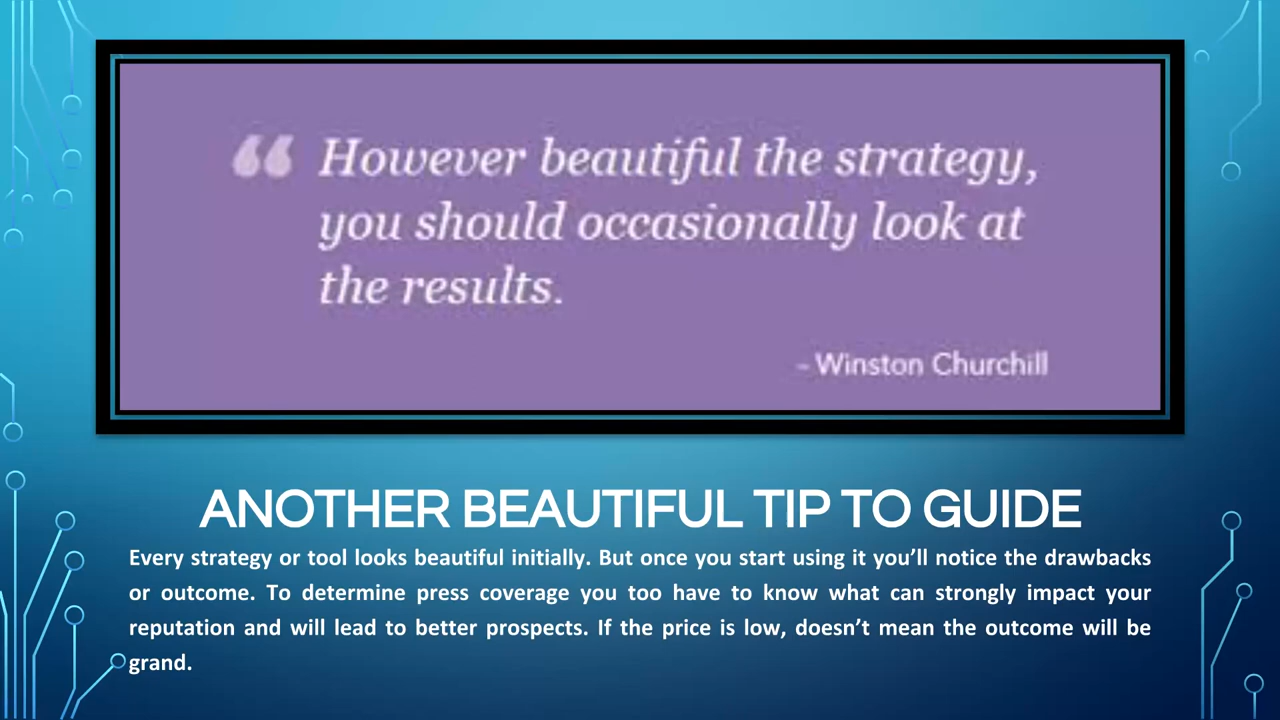 “ However beautiful the strategy,
you should occasionally look at
the results.
– Winston Churchill
ANOTHER BEAUTIFUL TIP TO GUIDE
Every strategy or tool looks beautiful initially. But once you start using it you’ll notice the drawbacks
or outcome. To determine press coverage you too have to know what can strongly impact your
reputation and will lead to better prospects. If the price is low, doesn’t mean the outcome will be
grand.